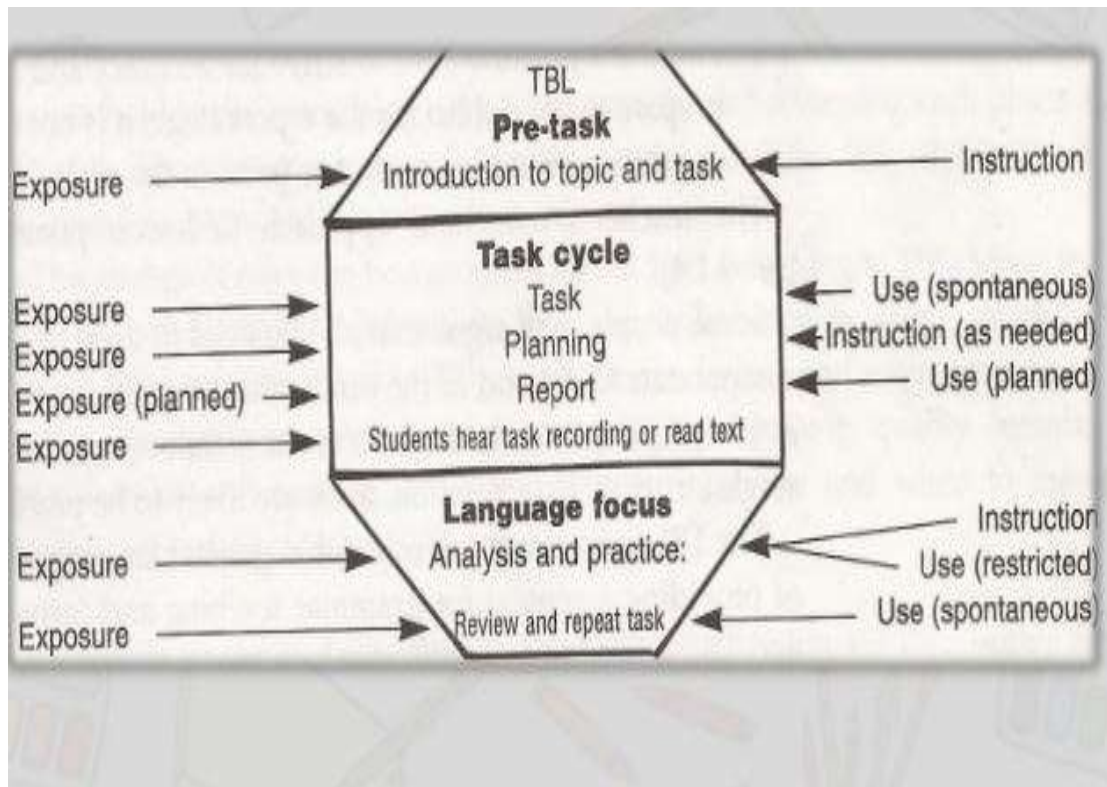 TBL
Pre-task
Exposure Introduction to topic and task Instruction
Task cycle
Exposure Task Use (spontaneous)
Exposure Planning Instruction (as needed)
Exposure (planned) Report Use (planned)
Exposure Students hear task recording or read text
Language focus
Instruction
Exposure Analysis and practice: Use (restricted)
Exposure Review and repeat task Use (spontaneous)